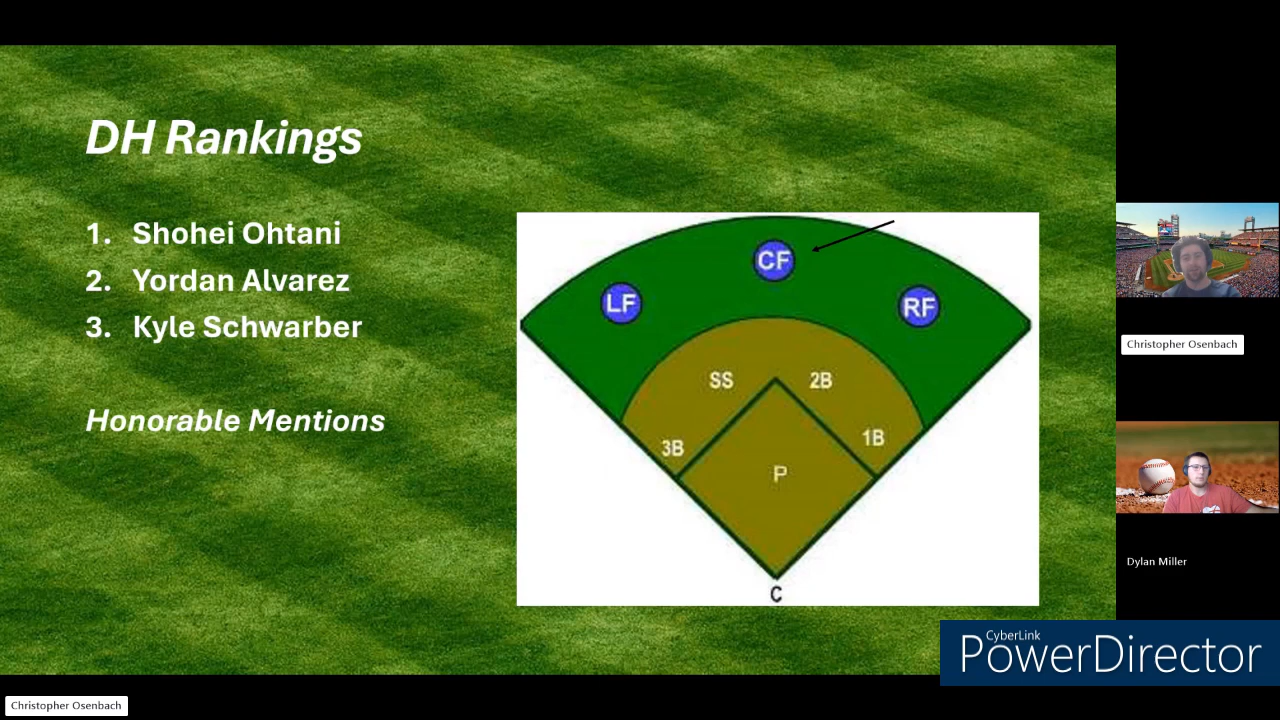 DH Rankings
1. Shohei Ohtani
2. Yordan Alvarez
3. Kyle Schwarber
Honorable Mentions
CF
LF
RF
SS
2B
3B
1B
P
C
Christopher Osenbach
Dylan Miller
CyberLink
PowerDirector
Christopher Osenbach